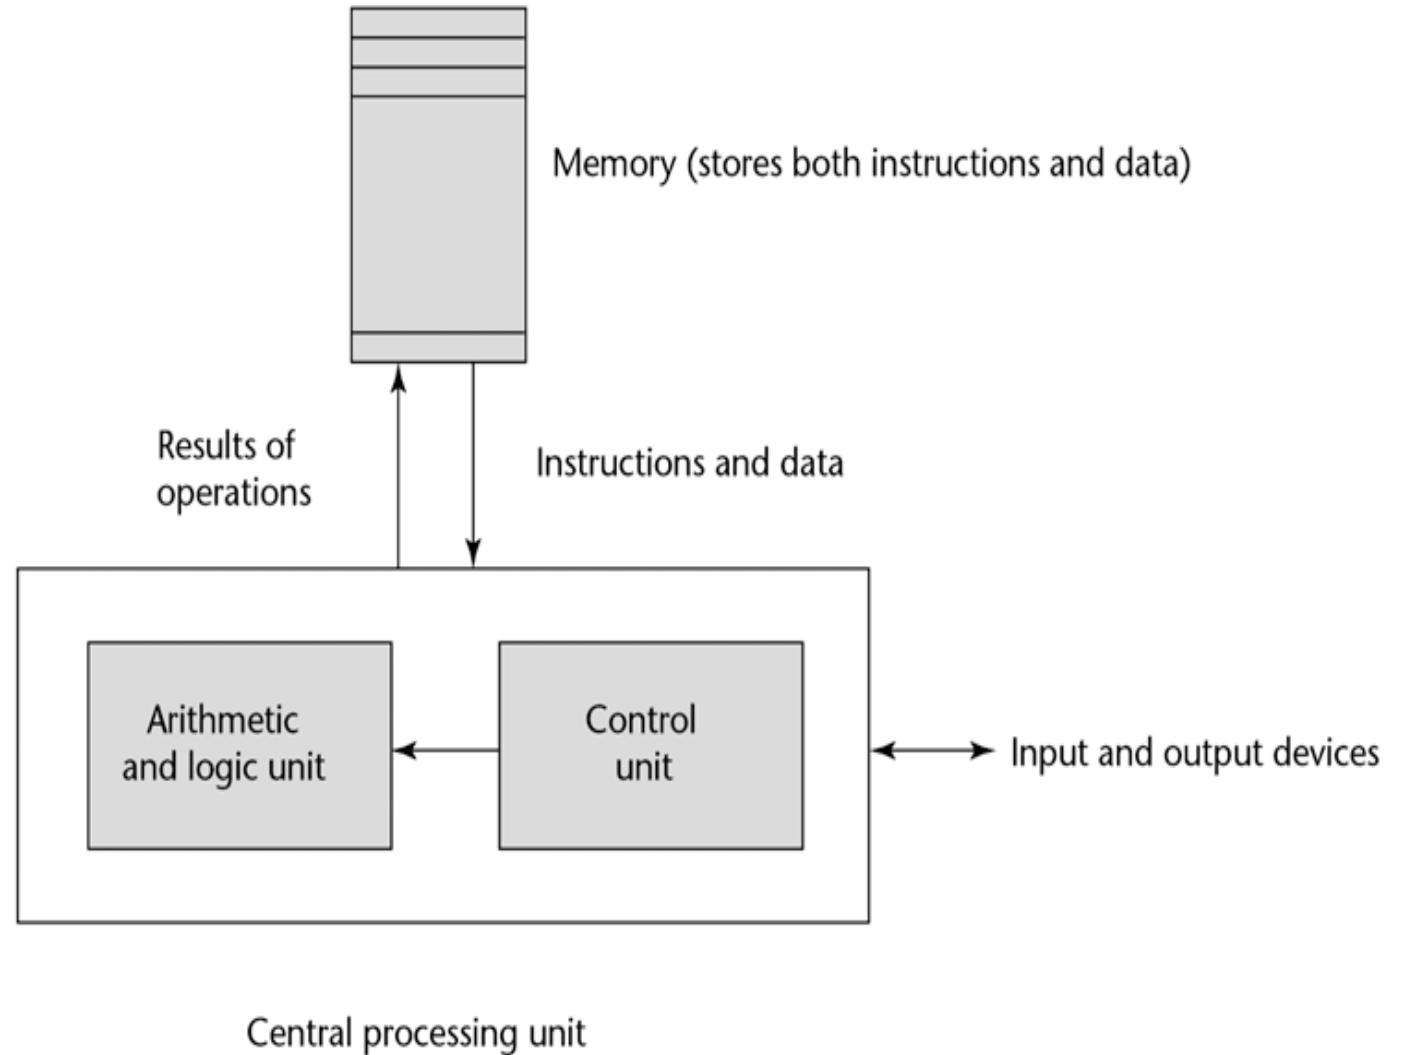 Memory (stores both instructions and data)
Results of
operations
Instructions and data
Arithmetic
and logic unit
Control
unit
Input and output devices
Central processing unit